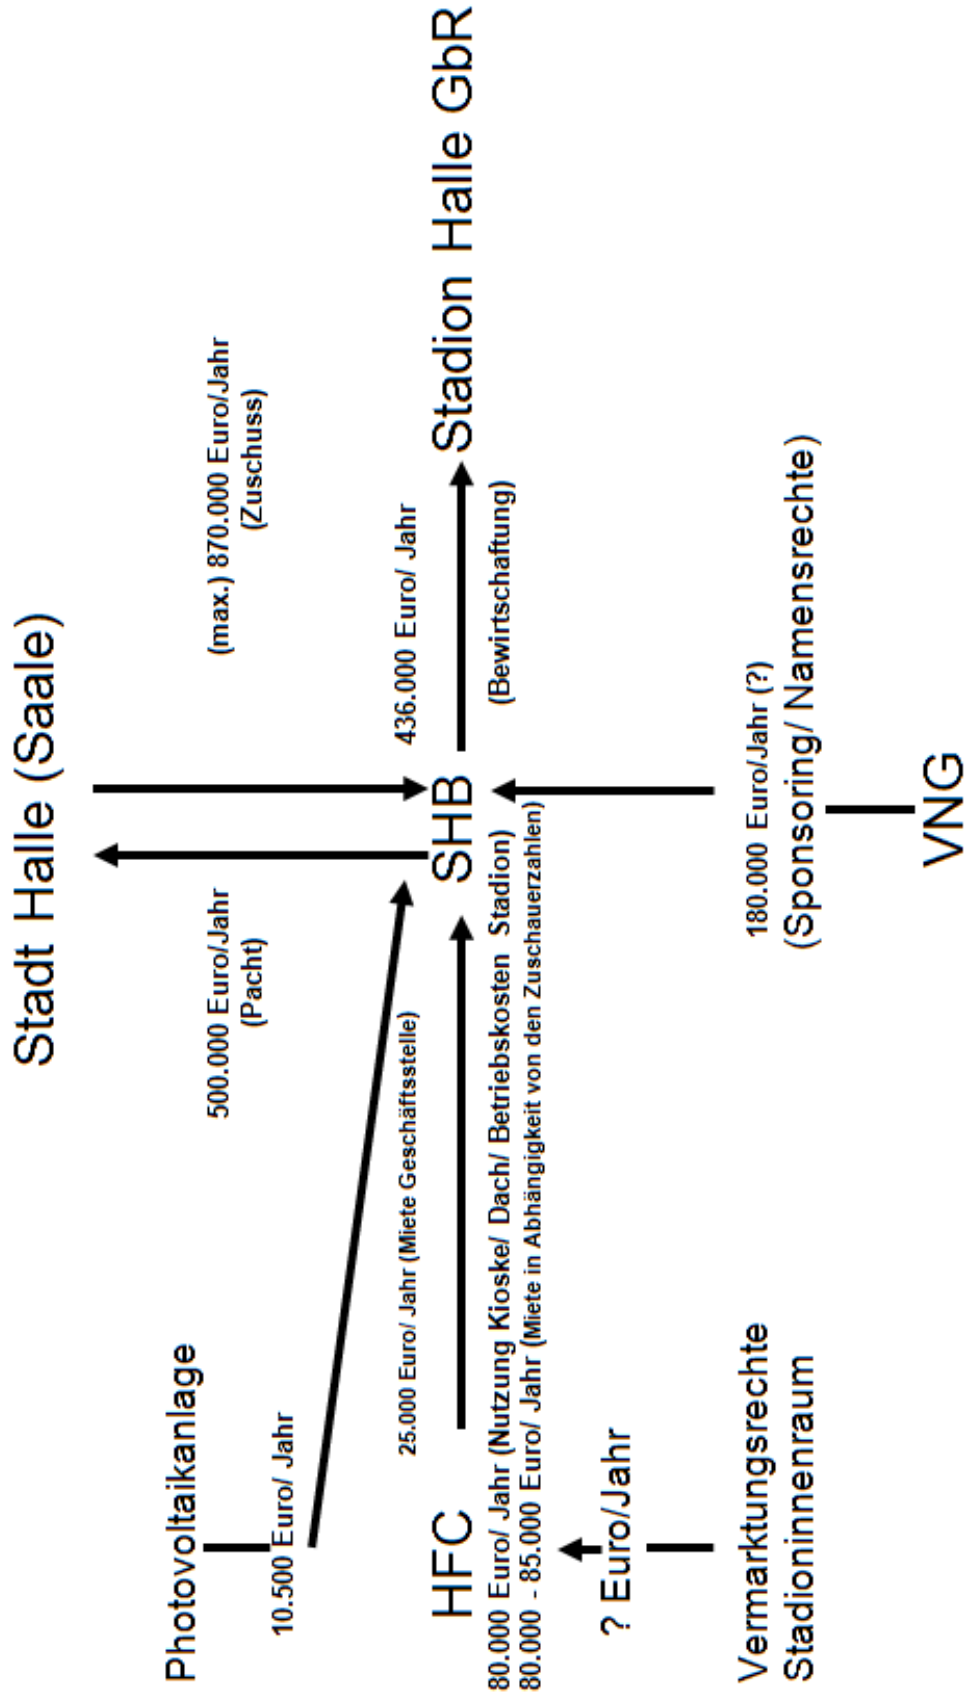 Stadt Halle (Saale)
500.000 Euro/Jahr
(Pacht)
(max.) 870.000 Euro/Jahr
(Zuschuss)
Photovoltaikanlage
10.500 Euro/ Jahr
25.000 Euro/ Jahr (Miete Geschäftsstelle)
436.000 Euro/ Jahr
HFC
SHB
Stadion Halle GbR
(Bewirtschaftung)
80.000 Euro/ Jahr (Nutzung Kioske/ Dach/ Betriebskosten Stadion)
80.000 - 85.000 Euro/ Jahr (Miete in Abhängigkeit von den Zuschauerzahlen)
? Euro/Jahr
Vermarktungsrechte
Stadioninnenraum
180.000 Euro/Jahr (?)
(Sponsoring/ Namensrechte)
VNG